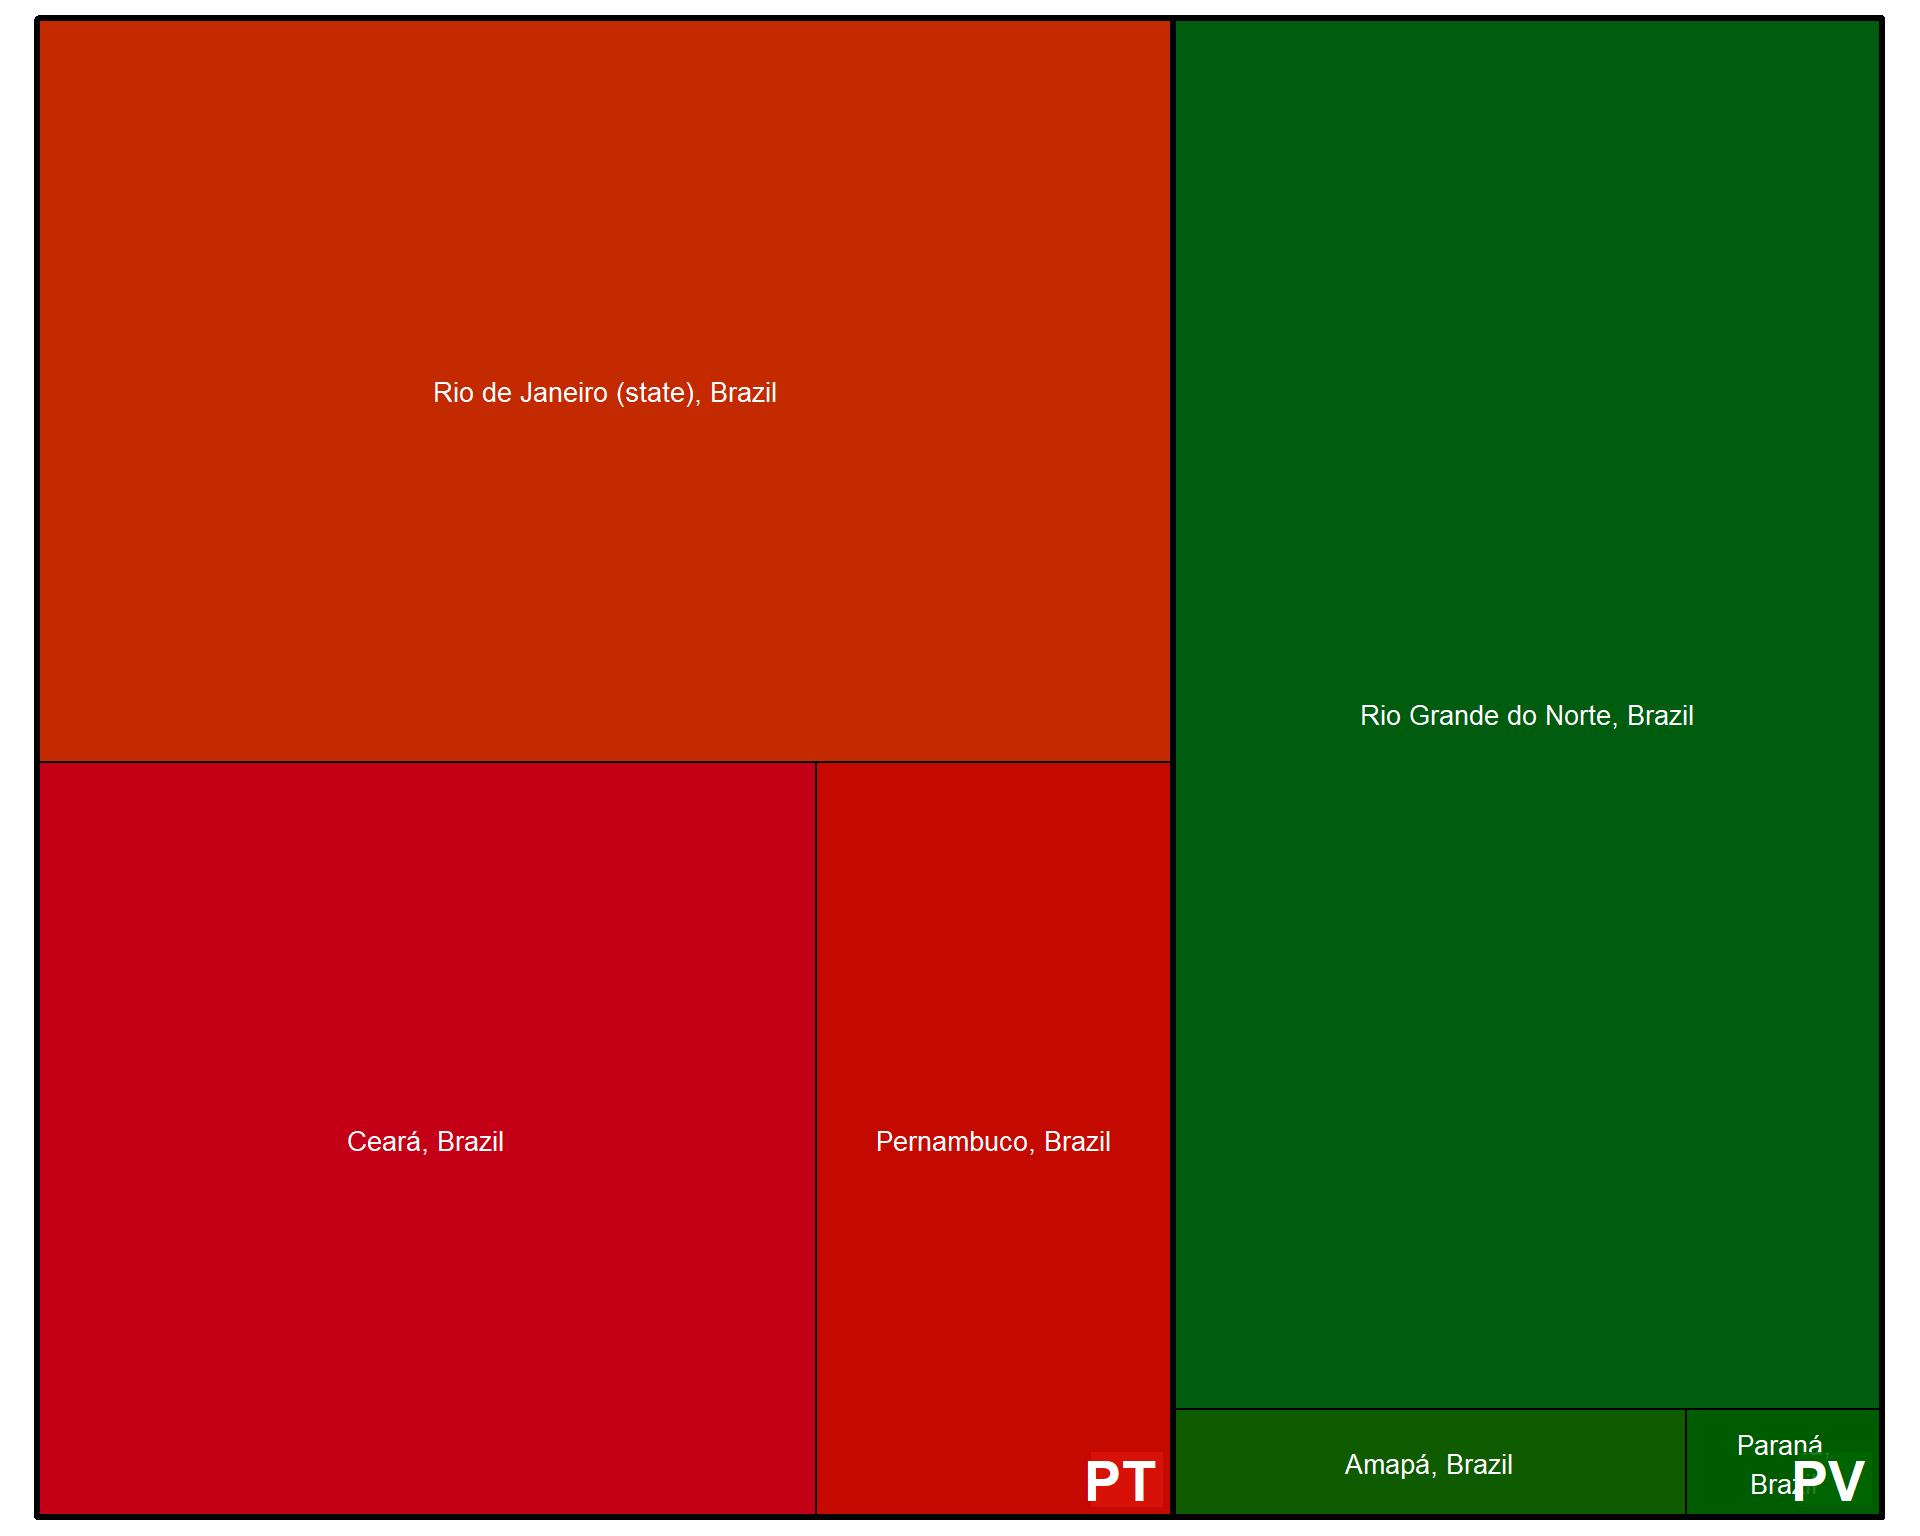 Rio de Janeiro (state), Brazil
Rio Grande do Norte, Brazil
Ceará, Brazil
Pernambuco, Brazil
PT
Amapá, Brazil
Paraná,
Brazil
PV